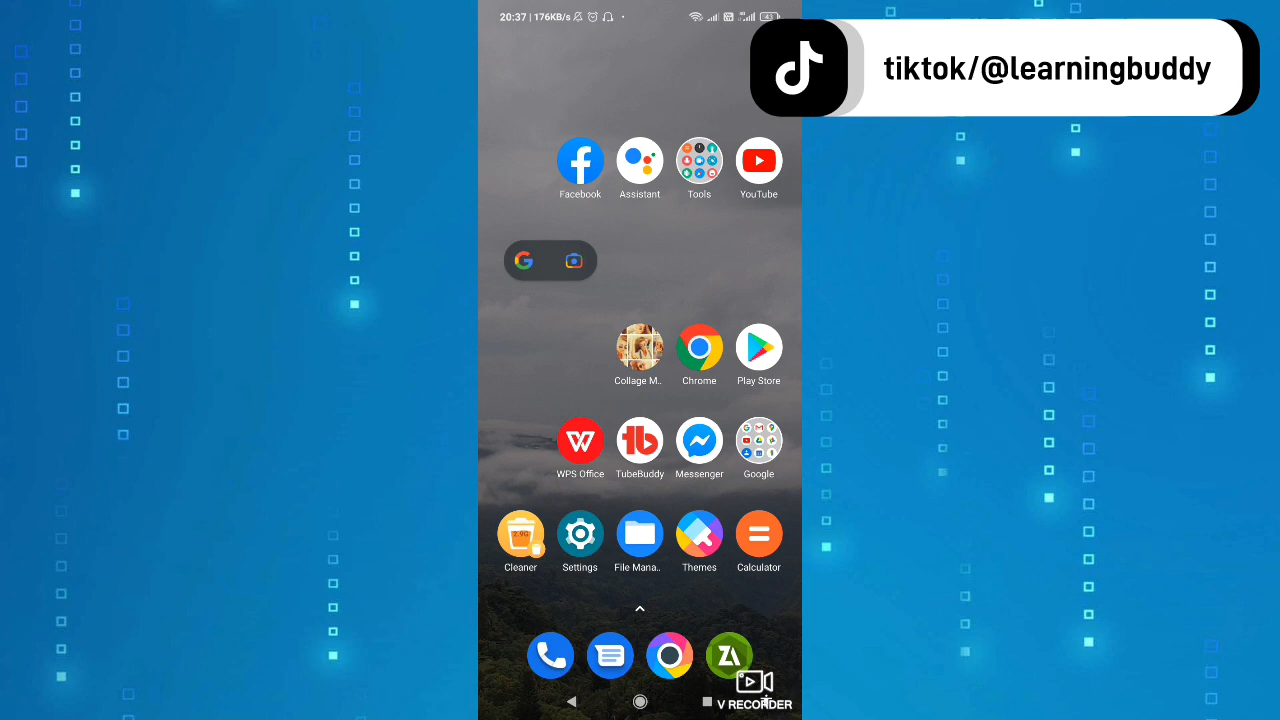 20:37 | 176KB/s
tiktok/@learningbuddy
Facebook
Assistant
Tools
YouTube
Collage M..
Chrome
Play Store
WPS Office
TubeBuddy
Messenger
Google
Cleaner
Settings
File Mana..
Themes
Calculator
V RECORDER